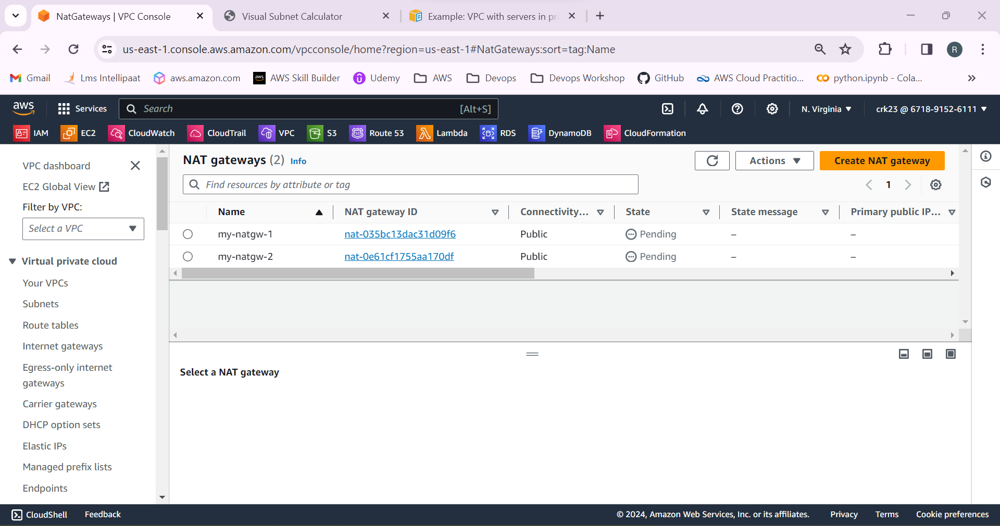 NatGateways | VPC Console
Visual Subnet Calculator
Example: VPC with servers in pri
us-east-1.console.aws.amazon.com/vpcconsole/home?region=us-east-1#NatGateways:sort=tag:Name
R
Gmail
Lms Intellipaat
aws.amazon.com
aws
AWS Skill Builder
Udemy
AWS
Devops
Devops Workshop
GitHub
AWS Cloud Practitio...
python.ipynb - Cola...
aws
Services
Search
[Alt+S]
N. Virginia
crk23 @ 6718-9152-6111
IAM
EC2
CloudWatch
CloudTrail
VPC
S3
Route 53
Lambda
RDS
DynamoDB
CloudFormation
VPC dashboard
EC2 Global View
Filter by VPC:
Select a VPC
Virtual private cloud
Your VPCs
Subnets
Route tables
Internet gateways
Egress-only internet
gateways
Carrier gateways
DHCP option sets
Elastic IPs
Managed prefix lists
Endpoints
NAT gateways (2) Info
Actions
Create NAT gateway
Find resources by attribute or tag
1
Name
NAT gateway ID
Connectivity...
State
State message
Primary public IP...
my-natgw-1
nat-035bc13dac31d09f6
Public
Pending
–
–
my-natgw-2
nat-0e61cf1755aa170df
Public
Pending
–
–
Select a NAT gateway
CloudShell
Feedback
© 2024, Amazon Web Services, Inc. or its affiliates.
Privacy
Terms
Cookie preferences